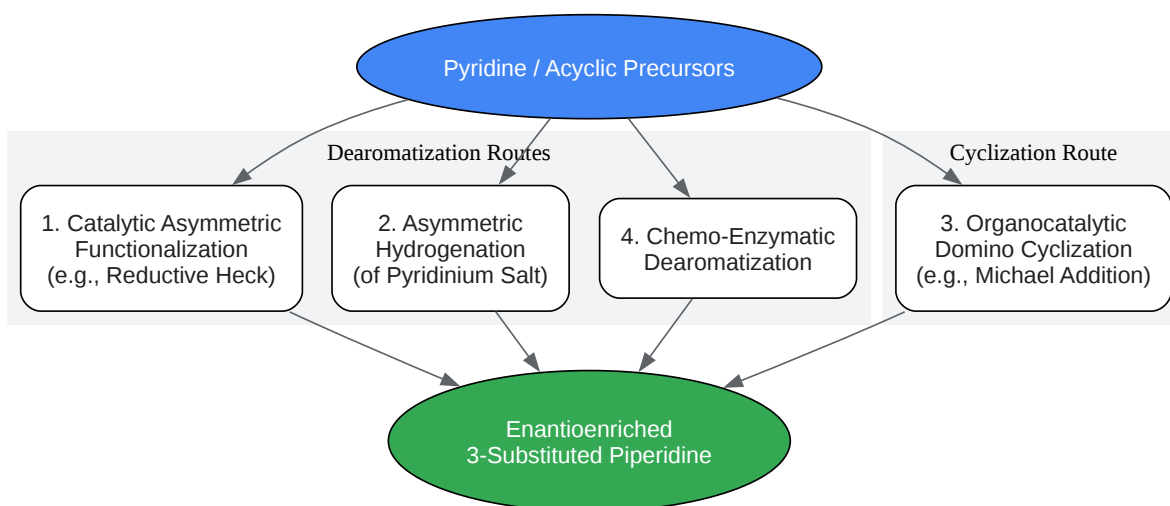 Pyridine / Acyclic Precursors
Dearomatization Routes
Cyclization Route
1. Catalytic Asymmetric
Functionalization
(e.g., Reductive Heck)
2. Asymmetric
Hydrogenation
(of Pyridinium Salt)
4. Chemo-Enzymatic
Dearomatization
3. Organocatalytic
Domino Cyclization
(e.g., Michael Addition)
Enantioenriched
3-Substituted Piperidine